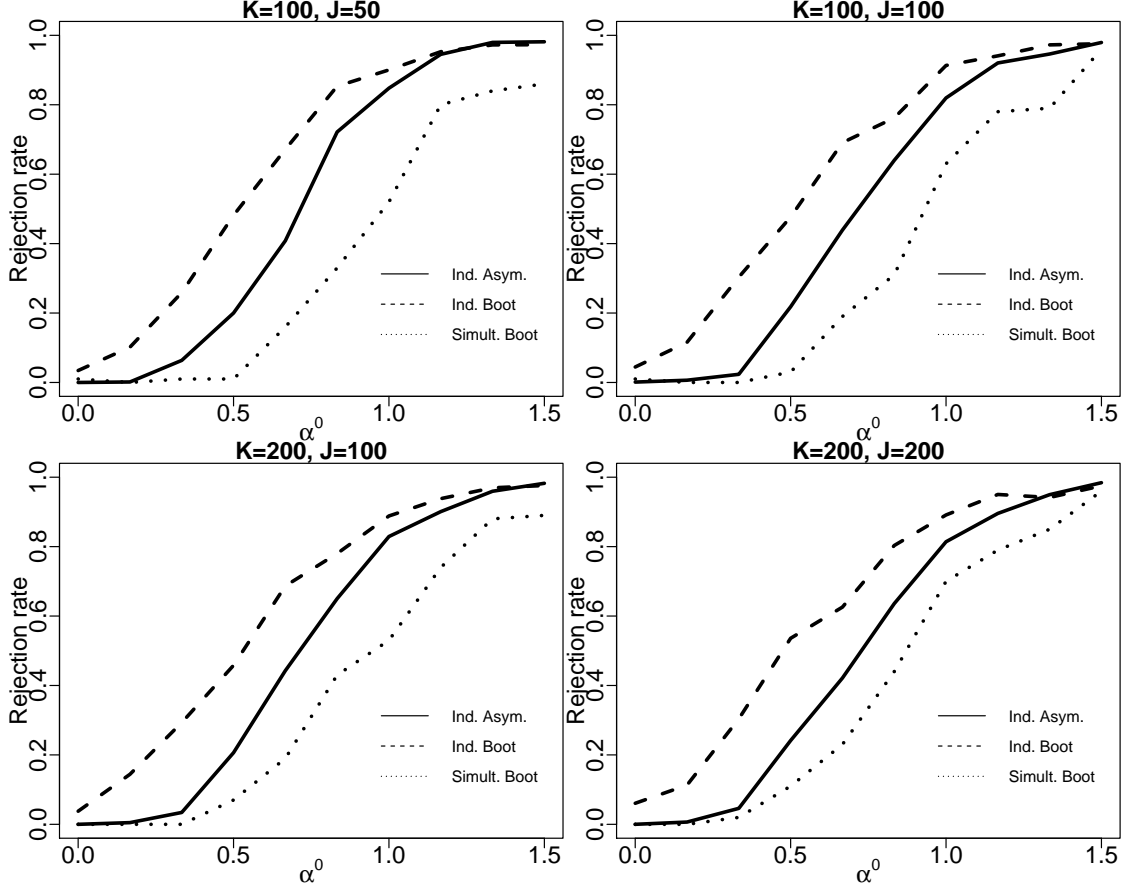 K=100, J=50
Rejection rate
0.0 0.2 0.4 0.6 0.8 1.0
Ind. Asym.
Ind. Boot
Simult. Boot
0.0 0.5 1.0 1.5
α⁰
K=100, J=100
Rejection rate
0.0 0.2 0.4 0.6 0.8 1.0
Ind. Asym.
Ind. Boot
Simult. Boot
0.0 0.5 1.0 1.5
α⁰
K=200, J=100
Rejection rate
0.0 0.2 0.4 0.6 0.8 1.0
Ind. Asym.
Ind. Boot
Simult. Boot
0.0 0.5 1.0 1.5
α⁰
K=200, J=200
Rejection rate
0.0 0.2 0.4 0.6 0.8 1.0
Ind. Asym.
Ind. Boot
Simult. Boot
0.0 0.5 1.0 1.5
α⁰